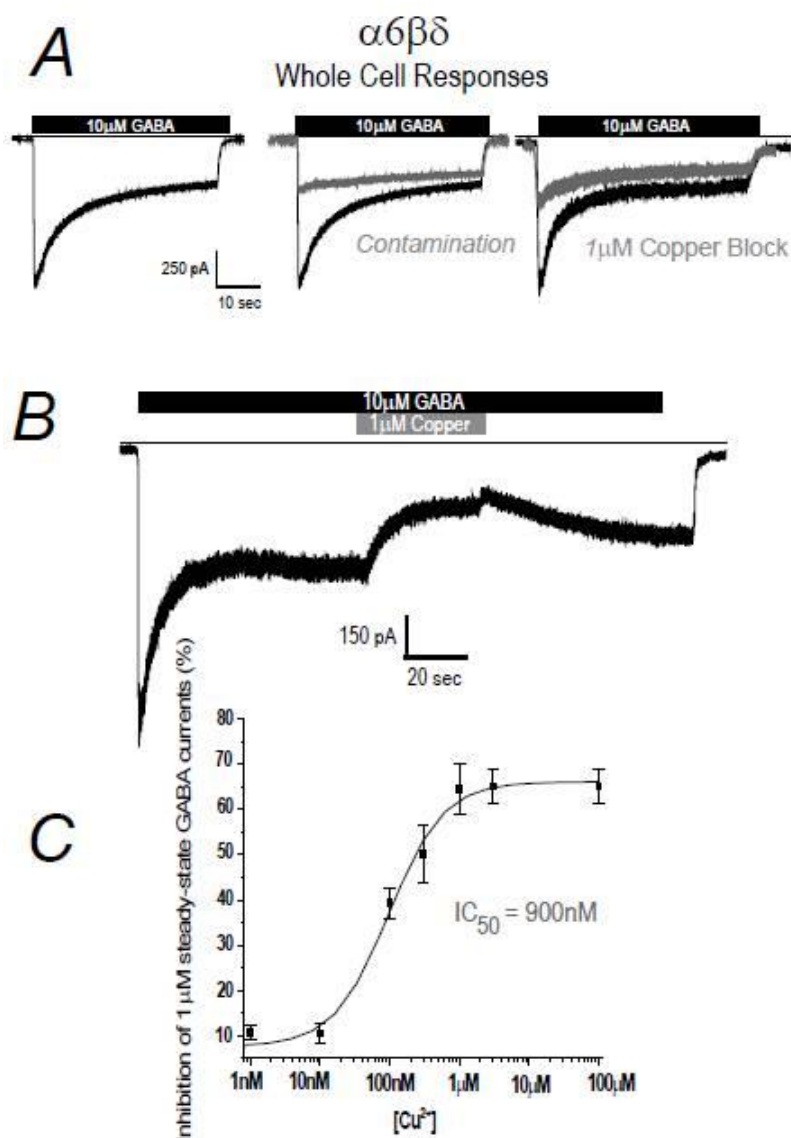 A
α6βδ
Whole Cell Responses
10μM GABA
10μM GABA
10μM GABA
Contamination
1μM Copper Block
250 pA
10 sec
B
10μM GABA
1μM Copper
150 pA
20 sec
C
nhibition of 1 μM steady-state GABA currents (%)
80
70
60
50
40
30
20
10
IC50 = 900nM
1nM
10nM
100nM
1μM
10μM
100μM
[Cu²⁺]